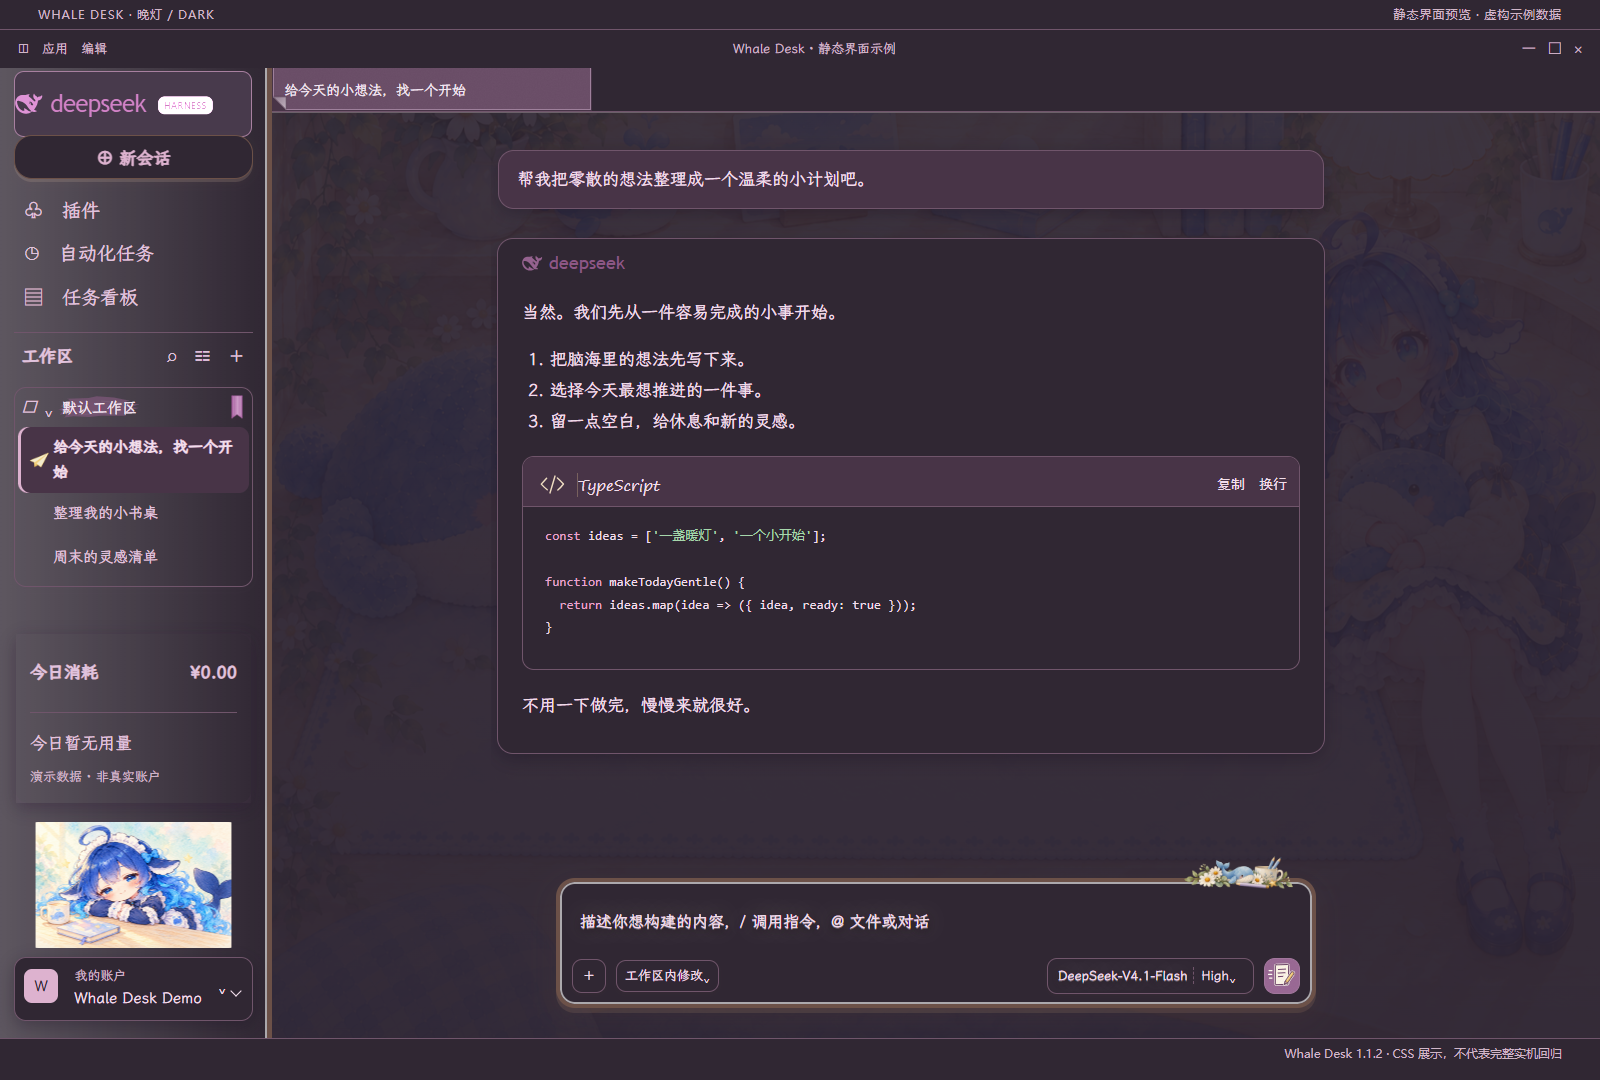 WHALE DESK · 晚灯 / DARK
静态界面预览 · 虚构示例数据
应用 编辑
Whale Desk · 静态界面示例
deepseek HARNESS
新会话
插件
自动化任务
任务看板
工作区
默认工作区
给今天的小想法，找一个开
始
整理我的小书桌
周末的灵感清单
今日消耗 ¥0.00
今日暂无用量
演示数据 · 非真实账户
W
我的账户
Whale Desk Demo
给今天的小想法，找一个开始
帮我把零散的想法整理成一个温柔的小计划吧。
deepseek
当然。我们先从一件容易完成的小事开始。
1. 把脑海里的想法先写下来。
2. 选择今天最想推进的一件事。
3. 留一点空白，给休息和新的灵感。
</> TypeScript 复制 换行
const ideas = ['一盏暖灯', '一个小开始'];
function makeTodayGentle() {
return ideas.map(idea => ({ idea, ready: true }));
}
不用一下做完，慢慢来就很好。
描述你想构建的内容，/ 调用指令，@ 文件或对话
+ 工作区内修改 DeepSeek-V4.1-Flash High
Whale Desk 1.1.2 · CSS 展示，不代表完整实机回归